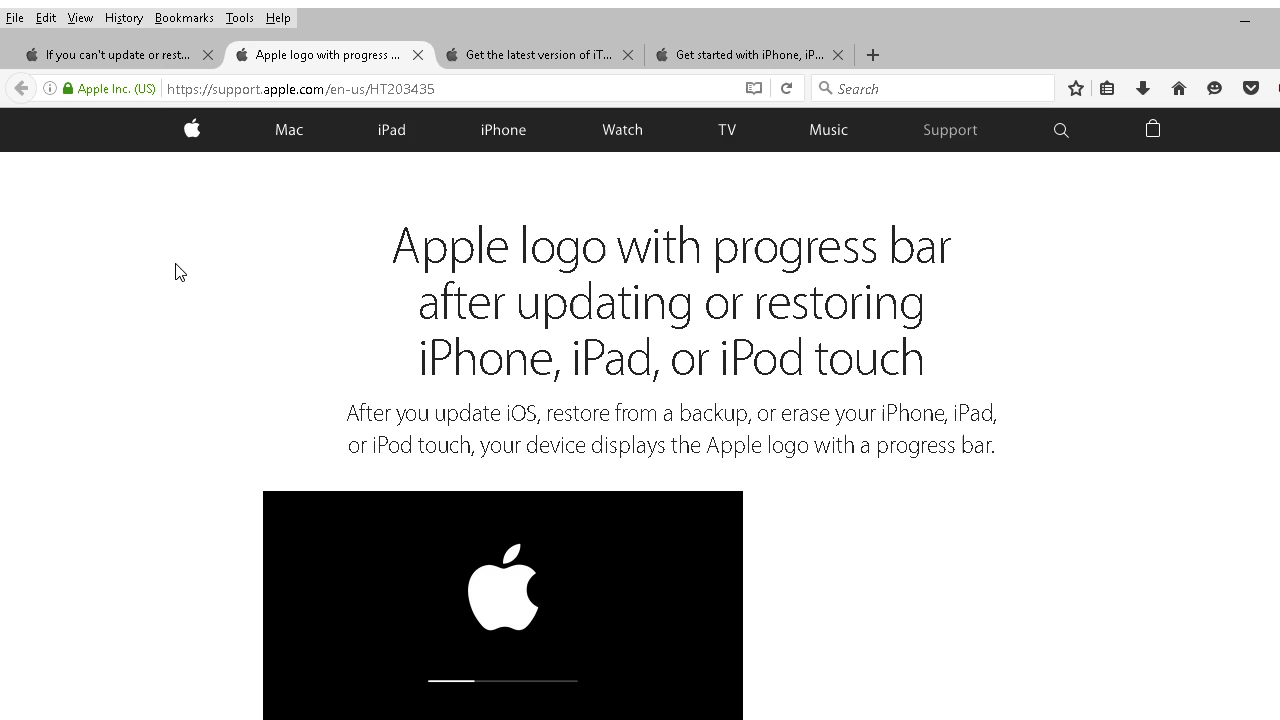 File Edit View History Bookmarks Tools Help
If you can't update or rest... Apple logo with progress ... Get the latest version of iT... Get started with iPhone, iP...
Apple Inc. (US) https://support.apple.com/en-us/HT203435 Search
Mac iPad iPhone Watch TV Music Support
Apple logo with progress bar
after updating or restoring
iPhone, iPad, or iPod touch
After you update iOS, restore from a backup, or erase your iPhone, iPad,
or iPod touch, your device displays the Apple logo with a progress bar.